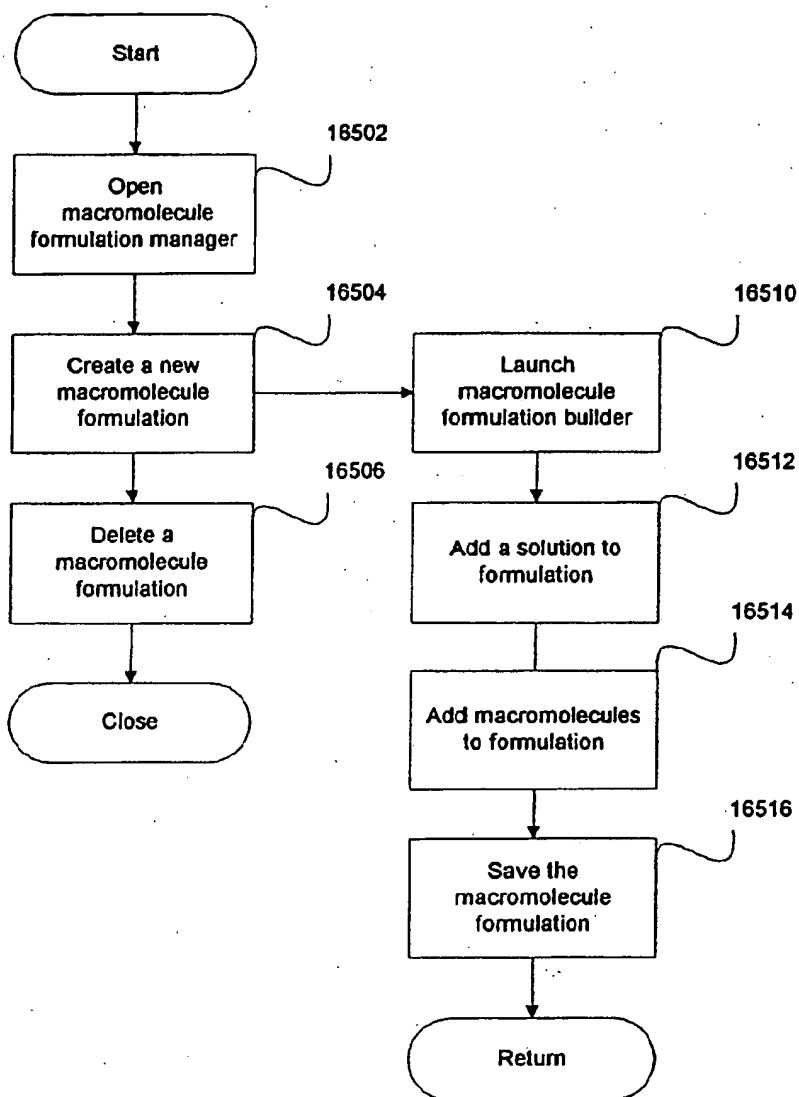 Start
16502
Open
macromolecule
formulation manager
16504
Create a new
macromolecule
formulation
16506
Delete a
macromolecule
formulation
Close
16510
Launch
macromolecule
formulation builder
16512
Add a solution to
formulation
16514
Add macromolecules
to formulation
16516
Save the
macromolecule
formulation
Return